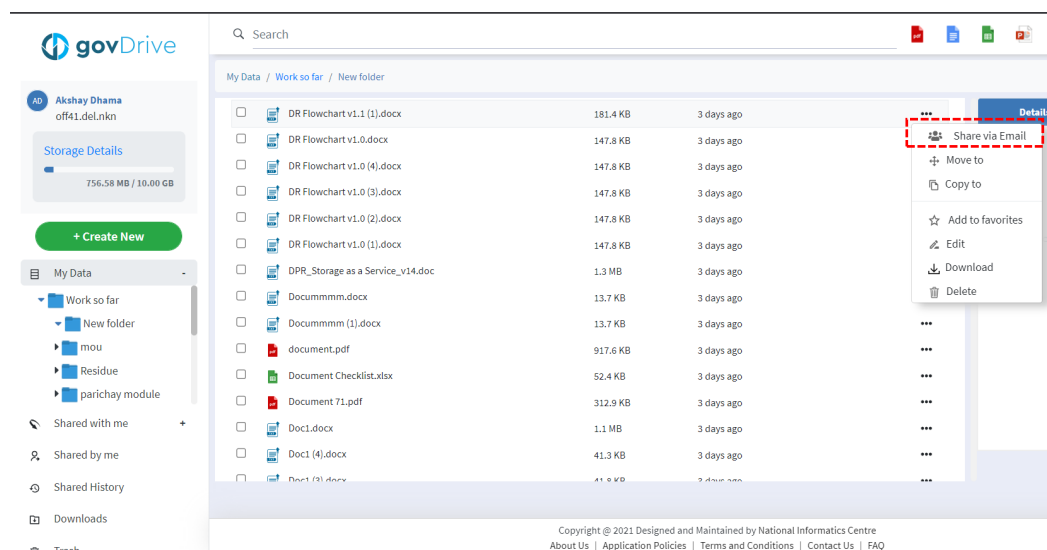 govDrive
Search
My Data / Work so far / New folder
AD Akshay Dhama
off41.del.nkn
Storage Details
756.58 MB / 10.00 GB
+ Create New
My Data -
Work so far
New folder
mou
Residue
parichay module
Shared with me +
Shared by me
Shared History
Downloads
Trash
DR Flowchart v1.1 (1).docx 181.4 KB 3 days ago
DR Flowchart v1.0.docx 147.8 KB 3 days ago
DR Flowchart v1.0 (4).docx 147.8 KB 3 days ago
DR Flowchart v1.0 (3).docx 147.8 KB 3 days ago
DR Flowchart v1.0 (2).docx 147.8 KB 3 days ago
DR Flowchart v1.0 (1).docx 147.8 KB 3 days ago
DPR_Storage as a Service_v14.doc 1.3 MB 3 days ago
Docummmm.docx 13.7 KB 3 days ago
Docummmm (1).docx 13.7 KB 3 days ago
document.pdf 917.6 KB 3 days ago
Document Checklist.xlsx 52.4 KB 3 days ago
Document 71.pdf 312.9 KB 3 days ago
Doc1.docx 1.1 MB 3 days ago
Doc1 (4).docx 41.3 KB 3 days ago
Doc1 (3).docx 41.8 KB 3 days ago
Details
Share via Email
Move to
Copy to
Add to favorites
Edit
Download
Delete
Copyright @ 2021 Designed and Maintained by National Informatics Centre
About Us | Application Policies | Terms and Conditions | Contact Us | FAQ